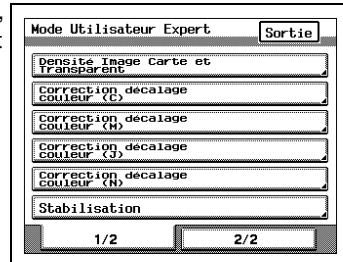 Mode Utilisateur Expert
Sortie
Densité Image Carte et
Transparent
Correction décalage
couleur (C)
Correction décalage
couleur (M)
Correction décalage
couleur (J)
Correction décalage
couleur (N)
Stabilisation
1/2
2/2